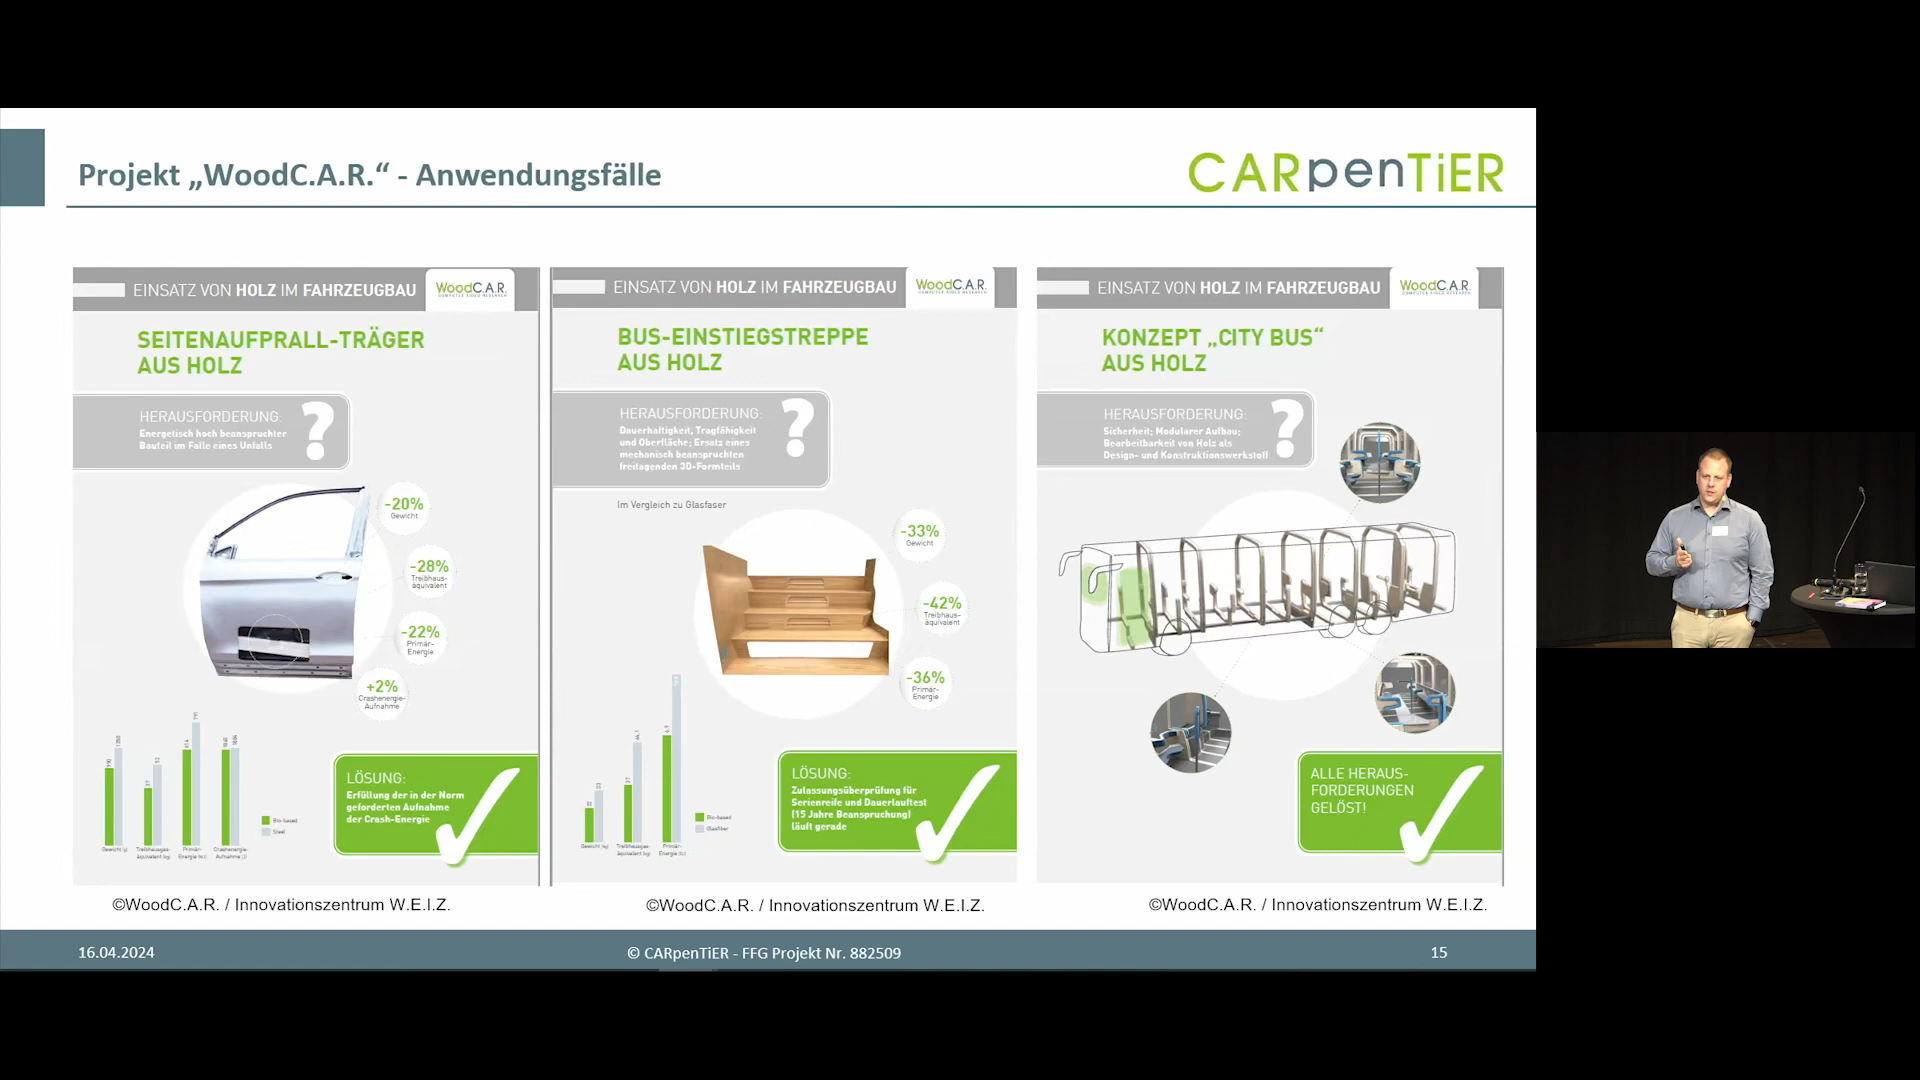 Projekt „WoodC.A.R.“ - Anwendungsfälle
CARpenTiER
EINSATZ VON HOLZ IM FAHRZEUGBAU
WoodC.A.R.
SEITENAUFPRALL-TRÄGER
AUS HOLZ
HERAUSFORDERUNG:
Energetisch hoch beanspruchter
Bauteil im Falle eines Unfalls
?
-20%
Gewicht
-28%
Treibhaus-
äquivalent
-22%
Primär-
Energie
+2%
Crashenergie-
Aufnahme
Bio-based
Steel
LÖSUNG:
Erfüllung der in der Norm
geforderten Aufnahme
der Crash-Energie
©WoodC.A.R. / Innovationszentrum W.E.I.Z.
EINSATZ VON HOLZ IM FAHRZEUGBAU
WoodC.A.R.
BUS-EINSTIEGSTREPPE
AUS HOLZ
HERAUSFORDERUNG:
Dauerhaftigkeit, Tragfähigkeit
und Oberfläche; Ersatz eines
mechanisch beanspruchten
freitragenden 3D-Formteils
?
Im Vergleich zu Glasfaser
-33%
Gewicht
-42%
Treibhaus-
äquivalent
-36%
Primär-
Energie
Bio-based
Glasfiber
LÖSUNG:
Zulassungsüberprüfung für
Serienreife und Dauerlauftest
(15 Jahre Beanspruchung)
läuft gerade
©WoodC.A.R. / Innovationszentrum W.E.I.Z.
EINSATZ VON HOLZ IM FAHRZEUGBAU
WoodC.A.R.
KONZEPT „CITY BUS“
AUS HOLZ
HERAUSFORDERUNG:
Sicherheit; Modularer Aufbau;
Bearbeitbarkeit von Holz als
Design- und Konstruktionswerkstoff
?
ALLE HERAUS-
FORDERUNGEN
GELÖST!
©WoodC.A.R. / Innovationszentrum W.E.I.Z.
16.04.2024
© CARpenTiER - FFG Projekt Nr. 882509
15